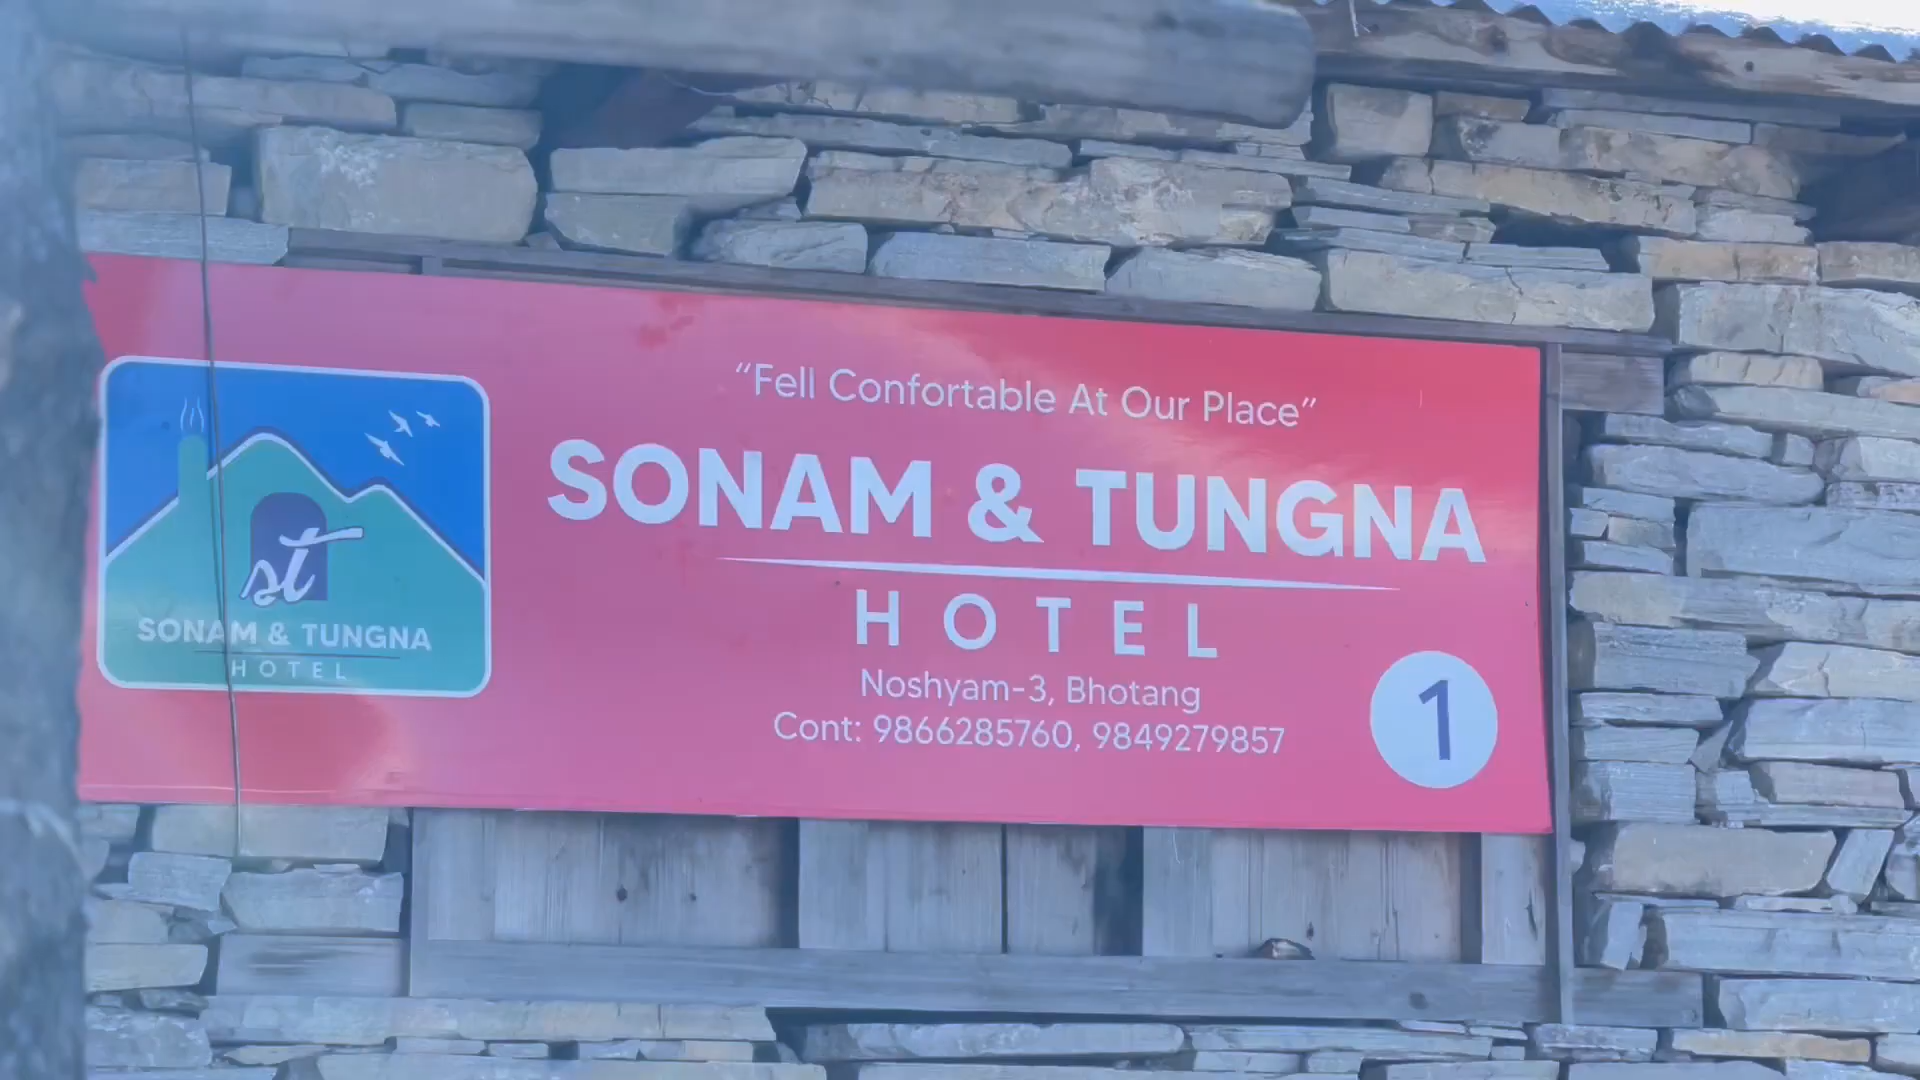 "Fell Confortable At Our Place"
SONAM & TUNGNA
HOTEL
Noshyam-3, Bhotang
Cont: 9866285760, 9849279857
1
st
SONAM & TUNGNA
HOTEL